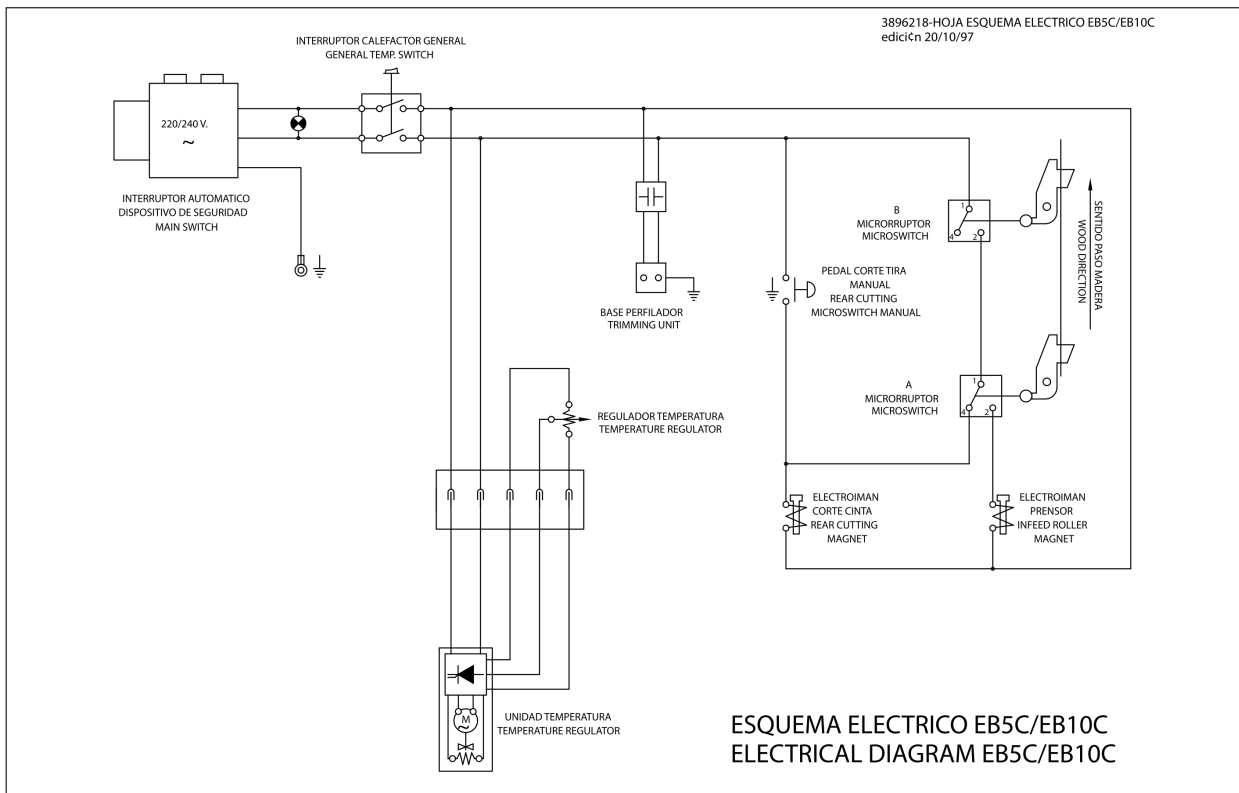 3896218-HOJA ESQUEMA ELECTRICO EB5C/EB10C
edici¢n 20/10/97
INTERRUPTOR CALEFACTOR GENERAL
GENERAL TEMP. SWITCH
220/240 V.
~
INTERRUPTOR AUTOMATICO
DISPOSITIVO DE SEGURIDAD
MAIN SWITCH
B
MICRORRUPTOR
MICROSWITCH
1
4
2
SENTIDO PASO MADERA
WOOD DIRECTION
PEDAL CORTE TIRA
MANUAL
REAR CUTTING
MICROSWITCH MANUAL
BASE PERFILADOR
TRIMMING UNIT
A
MICRORRUPTOR
MICROSWITCH
1
4
2
REGULADOR TEMPERATURA
TEMPERATURE REGULATOR
ELECTROIMAN
CORTE CINTA
REAR CUTTING
MAGNET
ELECTROIMAN
PRENSOR
INFEED ROLLER
MAGNET
M
~
UNIDAD TEMPERATURA
TEMPERATURE REGULATOR
ESQUEMA ELECTRICO EB5C/EB10C
ELECTRICAL DIAGRAM EB5C/EB10C